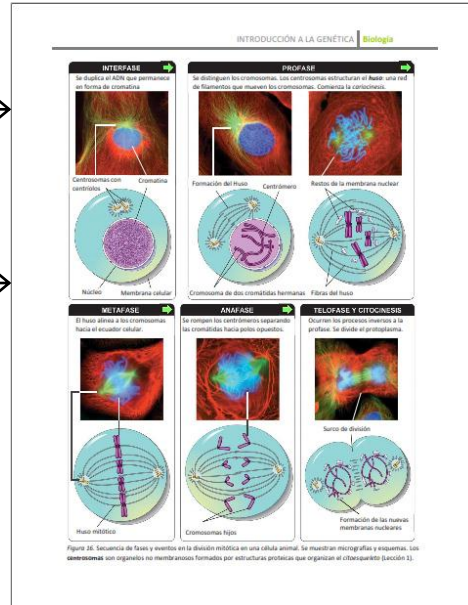 INTRODUCCIÓN A LA GENÉTICA Biología
INTERFASE
Se duplica el ADN que permanece
en forma de cromatina
Centrosomas con
centríolos
Cromatina
Núcleo
Membrana celular
PROFASE
Se distinguen los cromosomas. Los centrosomas estructuran el huso: una red
de filamentos que mueven los cromosomas. Comienza la cariocinesis.
Formación del Huso
Centrómero
Restos de la membrana nuclear
Cromosoma de dos cromátidas hermanas
Fibras del huso
METAFASE
El huso alinea a los cromosomas
hacia el ecuador celular.
Huso mitótico
ANAFASE
Se rompen los centrómeros separando
las cromátidas hacia polos opuestos.
Cromosomas hijos
TELOFASE Y CITOCINESIS
Ocurren los procesos inversos a la
profase. Se divide el protoplasma.
Surco de división
Formación de las nuevas
membranas nucleares
Figura 16. Secuencia de fases y eventos en la división mitótica en una célula animal. Se muestran micrografías y esquemas. Los
centrosomas son organelos no membranosos formados por estructuras proteicas que organizan el citoesqueleto (Lección 1).